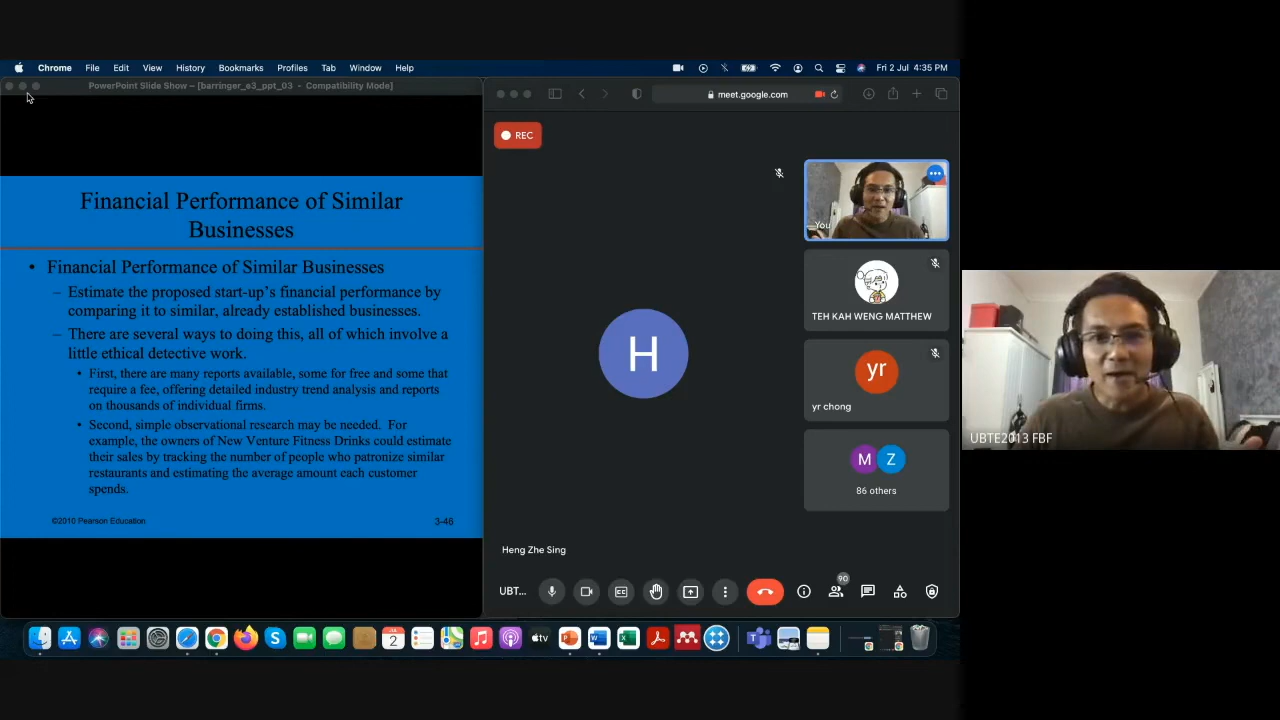 Chrome File Edit View History Bookmarks Profiles Tab Window Help
Fri 2 Jul 4:35 PM
PowerPoint Slide Show – [barringer_e3_ppt_03 - Compatibility Mode]
Financial Performance of Similar
Businesses
• Financial Performance of Similar Businesses
– Estimate the proposed start-up's financial performance by
comparing it to similar, already established businesses.
– There are several ways to doing this, all of which involve a
little ethical detective work.
• First, there are many reports available, some for free and some that
require a fee, offering detailed industry trend analysis and reports
on thousands of individual firms.
• Second, simple observational research may be needed. For
example, the owners of New Venture Fitness Drinks could estimate
their sales by tracking the number of people who patronize similar
restaurants and estimating the average amount each customer
spends.
©2010 Pearson Education
3-46
meet.google.com
REC
H
Heng Zhe Sing
You
TEH KAH WENG MATTHEW
yr
yr chong
M Z
86 others
UBT...
CC
90
JUL
2
tv
UBTE2013 FBF